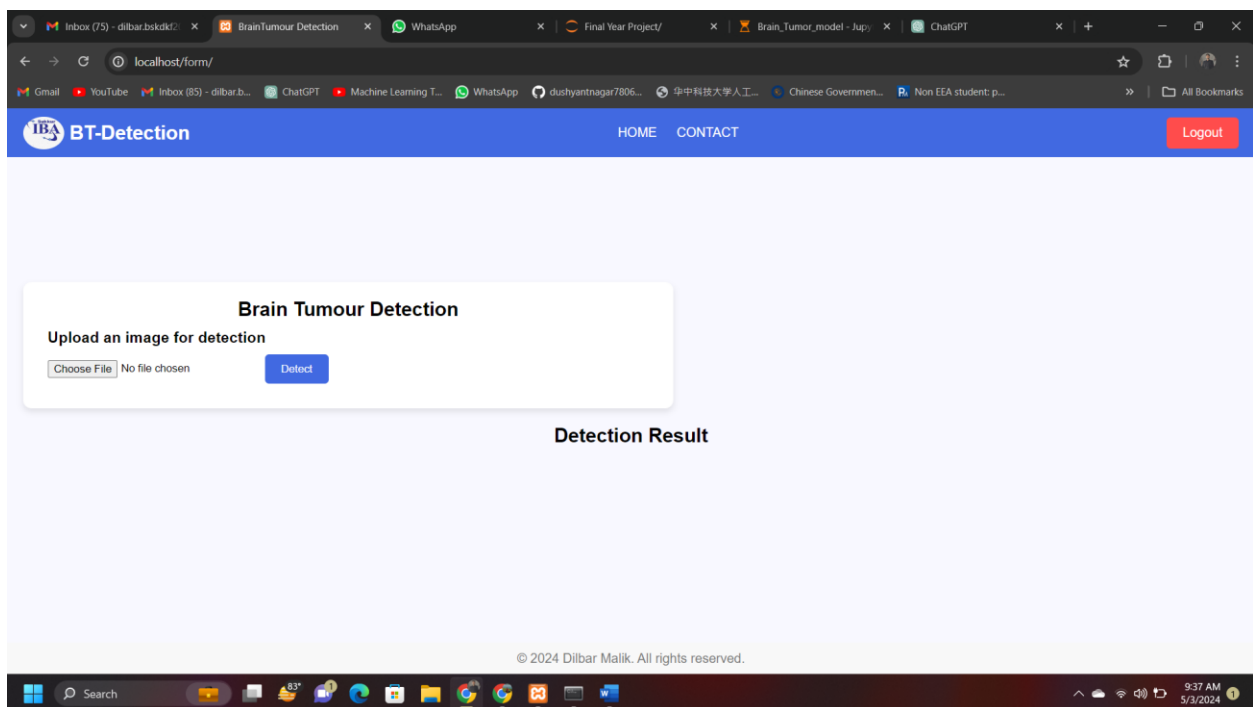 Inbox (75) - dilbar.bskdkf2 BrainTumour Detection WhatsApp Final Year Project/ Brain_Tumor_model - Jupy ChatGPT
localhost/form/
Gmail YouTube Inbox (85) - dilbar.b... ChatGPT Machine Learning T... WhatsApp dushyantnagar7806... 华中科技大学人工... Chinese Governmen... Non EEA student: p... » All Bookmarks
IBA BT-Detection HOME CONTACT Logout
Brain Tumour Detection
Upload an image for detection
Choose File No file chosen Detect
Detection Result
© 2024 Dilbar Malik. All rights reserved.
Search 83° 1 9:37 AM
5/3/2024 1